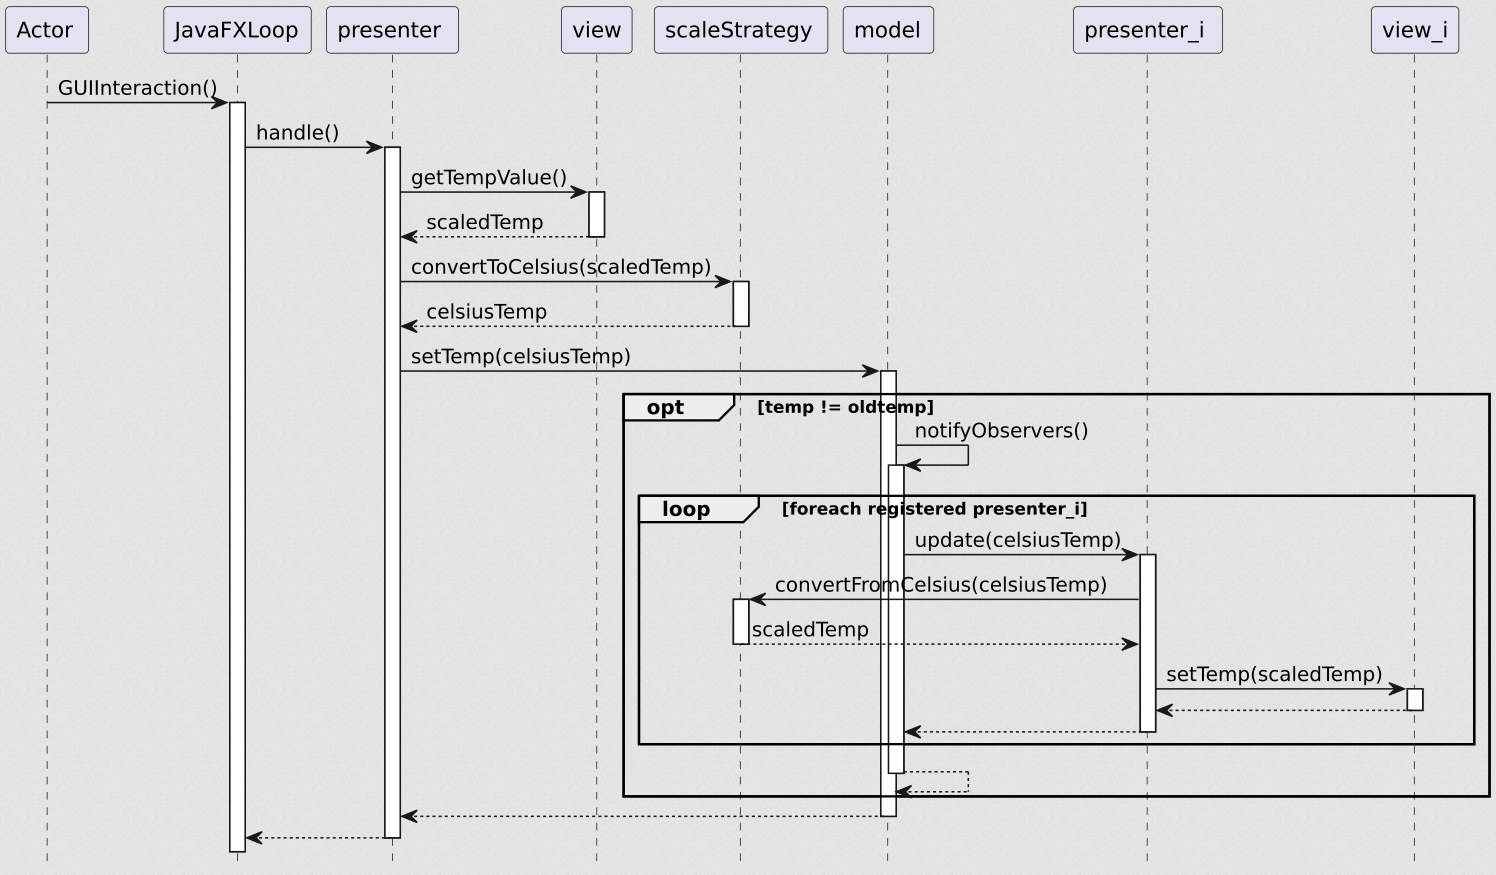 Actor JavaFXLoop presenter view scaleStrategy model presenter_i view_i
GUIInteraction()
handle()
getTempValue()
scaledTemp
convertToCelsius(scaledTemp)
celsiusTemp
setTemp(celsiusTemp)
opt [temp != oldtemp]
notifyObservers()
loop [foreach registered presenter_i]
update(celsiusTemp)
convertFromCelsius(celsiusTemp)
scaledTemp
setTemp(scaledTemp)